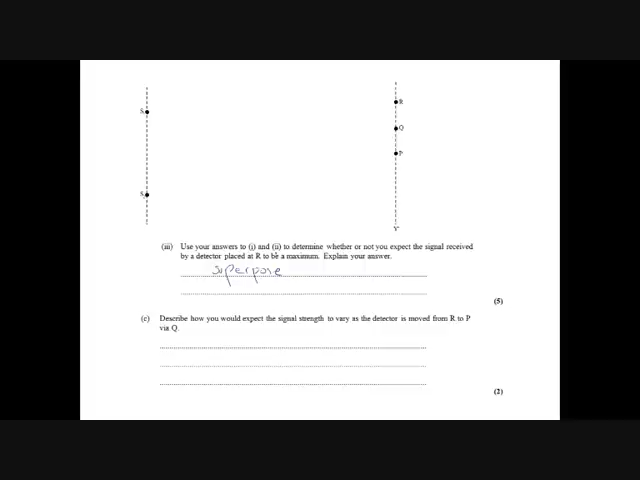 R
S
Q
P
S
Y
(iii) Use your answers to (i) and (ii) to determine whether or not you expect the signal received
by a detector placed at R to be a maximum. Explain your answer.
superpose
(5)
(c) Describe how you would expect the signal strength to vary as the detector is moved from R to P
via Q.
(2)